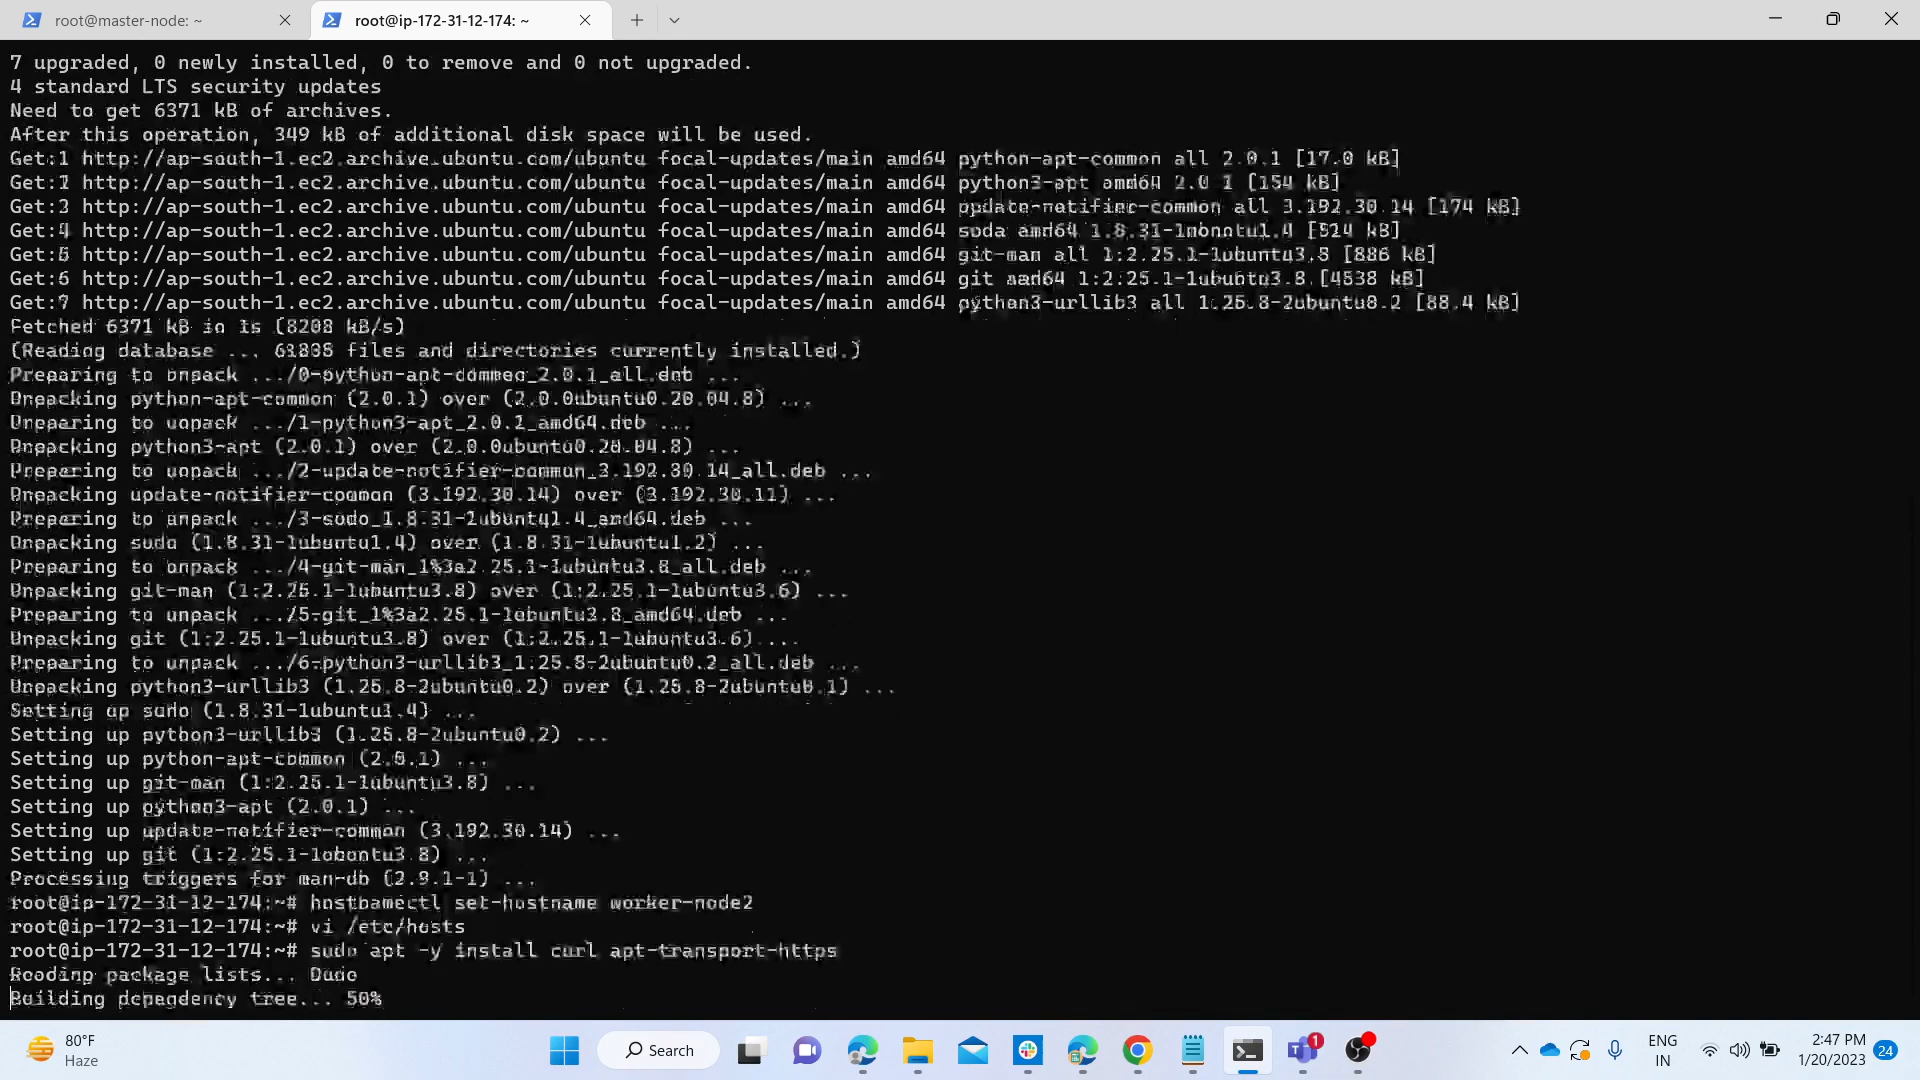 root@master-node: ~
root@ip-172-31-12-174: ~
7 upgraded, 0 newly installed, 0 to remove and 0 not upgraded.
4 standard LTS security updates
Need to get 6371 kB of archives.
After this operation, 349 kB of additional disk space will be used.
Get:1 http://ap-south-1.ec2.archive.ubuntu.com/ubuntu focal-updates/main amd64 python-apt-common all 2.0.1 [17.0 kB]
Get:2 http://ap-south-1.ec2.archive.ubuntu.com/ubuntu focal-updates/main amd64 python3-apt amd64 2.0.1 [154 kB]
Get:3 http://ap-south-1.ec2.archive.ubuntu.com/ubuntu focal-updates/main amd64 update-notifier-common all 3.192.30.14 [174 kB]
Get:4 http://ap-south-1.ec2.archive.ubuntu.com/ubuntu focal-updates/main amd64 sudo amd64 1.8.31-1ubuntu1.4 [514 kB]
Get:5 http://ap-south-1.ec2.archive.ubuntu.com/ubuntu focal-updates/main amd64 git-man all 1:2.25.1-1ubuntu3.8 [886 kB]
Get:6 http://ap-south-1.ec2.archive.ubuntu.com/ubuntu focal-updates/main amd64 git amd64 1:2.25.1-1ubuntu3.8 [4538 kB]
Get:7 http://ap-south-1.ec2.archive.ubuntu.com/ubuntu focal-updates/main amd64 python3-urllib3 all 1.25.8-2ubuntu0.2 [88.4 kB]
Fetched 6371 kB in 1s (8208 kB/s)
(Reading database ... files and directories currently installed.)
Preparing to unpack .../0-python-apt-common_2.0.1_all.deb ...
Unpacking python-apt-common (2.0.1) over (2.0.0ubuntu0.20.04.8) ...
Preparing to unpack .../1-python3-apt_2.0.1_amd64.deb ...
Unpacking python3-apt (2.0.1) over (2.0.0ubuntu0.20.04.8) ...
Preparing to unpack .../2-update-notifier-common_3.192.30.14_all.deb ...
Unpacking update-notifier-common (3.192.30.14) over (3.192.30.11) ...
Preparing to unpack .../3-sudo_1.8.31-1ubuntu1.4_amd64.deb ...
Unpacking sudo (1.8.31-1ubuntu1.4) over (1.8.31-1ubuntu1.2) ...
Preparing to unpack .../4-git-man_1%3a2.25.1-1ubuntu3.8_all.deb ...
Unpacking git-man (1:2.25.1-1ubuntu3.8) over (1:2.25.1-1ubuntu3.6) ...
Preparing to unpack .../5-git_1%3a2.25.1-1ubuntu3.8_amd64.deb ...
Unpacking git (1:2.25.1-1ubuntu3.8) over (1:2.25.1-1ubuntu3.6) ...
Preparing to unpack .../6-python3-urllib3_1.25.8-2ubuntu0.2_all.deb ...
Unpacking python3-urllib3 (1.25.8-2ubuntu0.2) over (1.25.8-2ubuntu0.1) ...
Setting up sudo (1.8.31-1ubuntu1.4) ...
Setting up python3-urllib3 (1.25.8-2ubuntu0.2) ...
Setting up python-apt-common (2.0.1) ...
Setting up git-man (1:2.25.1-1ubuntu3.8) ...
Setting up python3-apt (2.0.1) ...
Setting up update-notifier-common (3.192.30.14) ...
Setting up git (1:2.25.1-1ubuntu3.8) ...
Processing triggers for man-db (2.9.1-1) ...
root@ip-172-31-12-174:~# hostnamectl set-hostname worker-node2
root@ip-172-31-12-174:~# vi /etc/hosts
root@ip-172-31-12-174:~# sudo apt -y install curl apt-transport-https
Reading package lists... Done
Building dependency tree... 50%
80°F
Haze
Search
1
ENG
IN
2:47 PM
1/20/2023
24